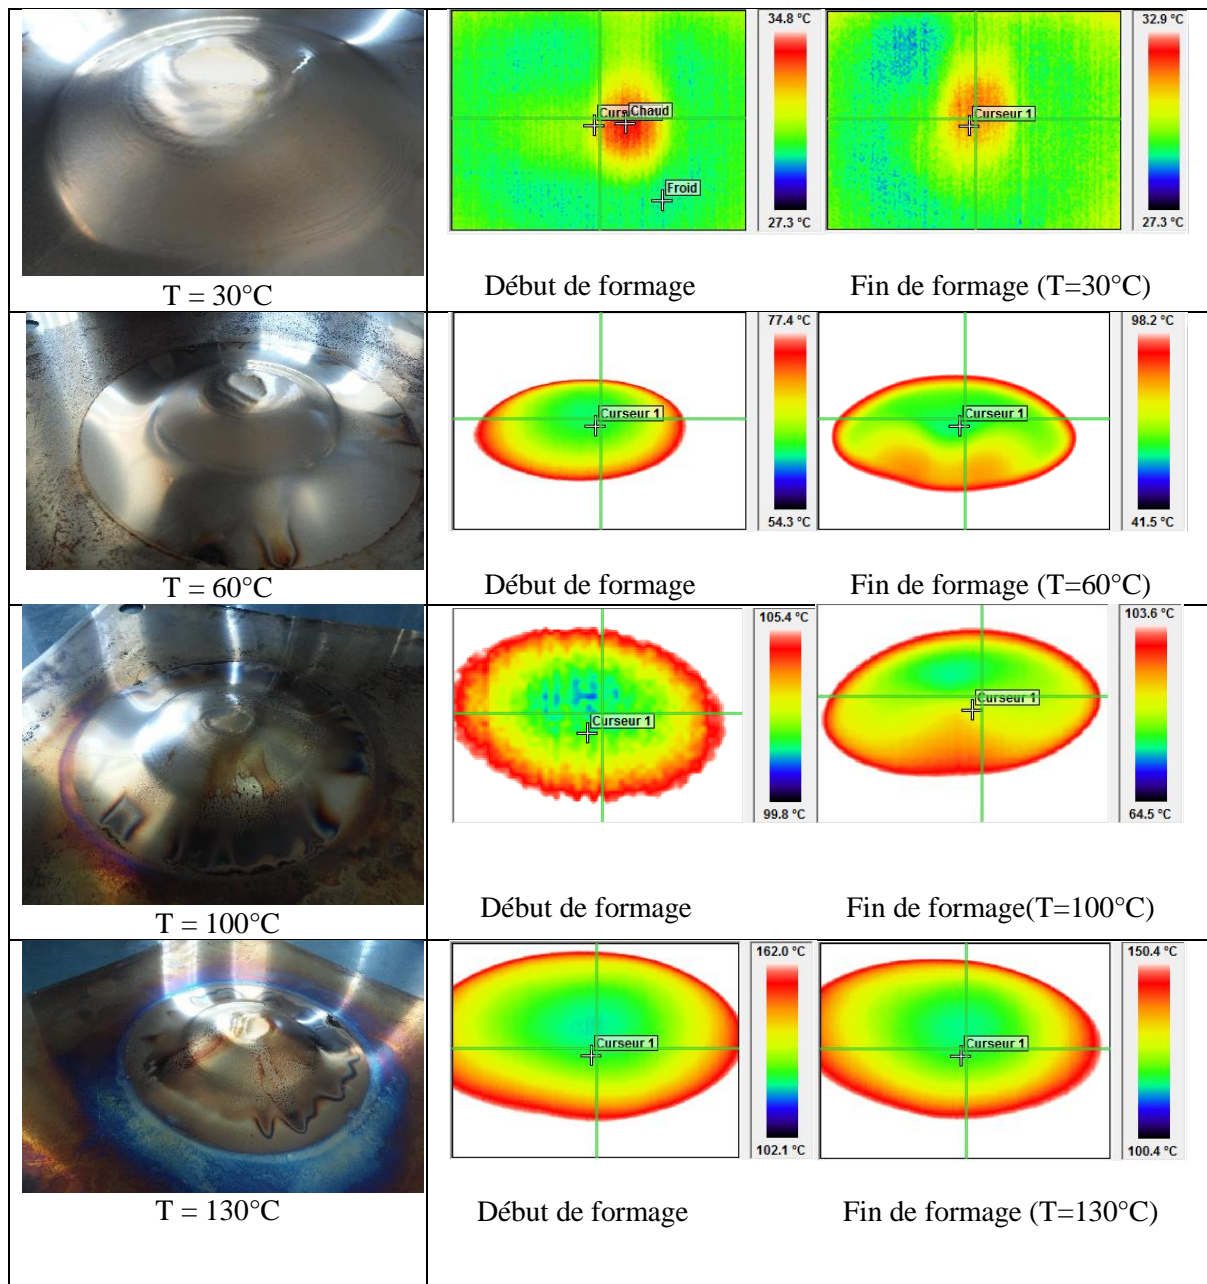 34.8 °C
32.9 °C
Curs
Chaud
Curseur 1
Froid
27.3 °C
27.3 °C
T = 30°C
Début de formage
Fin de formage (T=30°C)
77.4 °C
98.2 °C
Curseur 1
Curseur 1
54.3 °C
41.5 °C
T = 60°C
Début de formage
Fin de formage (T=60°C)
105.4 °C
103.6 °C
Curseur 1
Curseur 1
99.8 °C
64.5 °C
T = 100°C
Début de formage
Fin de formage(T=100°C)
162.0 °C
150.4 °C
Curseur 1
Curseur 1
102.1 °C
100.4 °C
T = 130°C
Début de formage
Fin de formage (T=130°C)